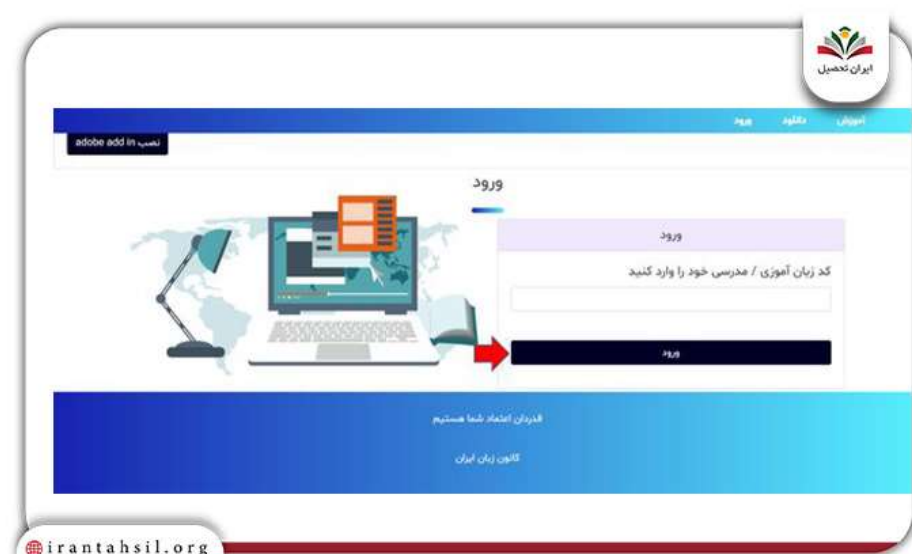 ایران تحصیل
آموزش دانلود ورود
نصب adobe add in
ورود
ورود
کد زبان آموزی / مدرسی خود را وارد کنید
ورود
قدردان اعتماد شما هستیم
کانون زبان ایران
irantahsil.org